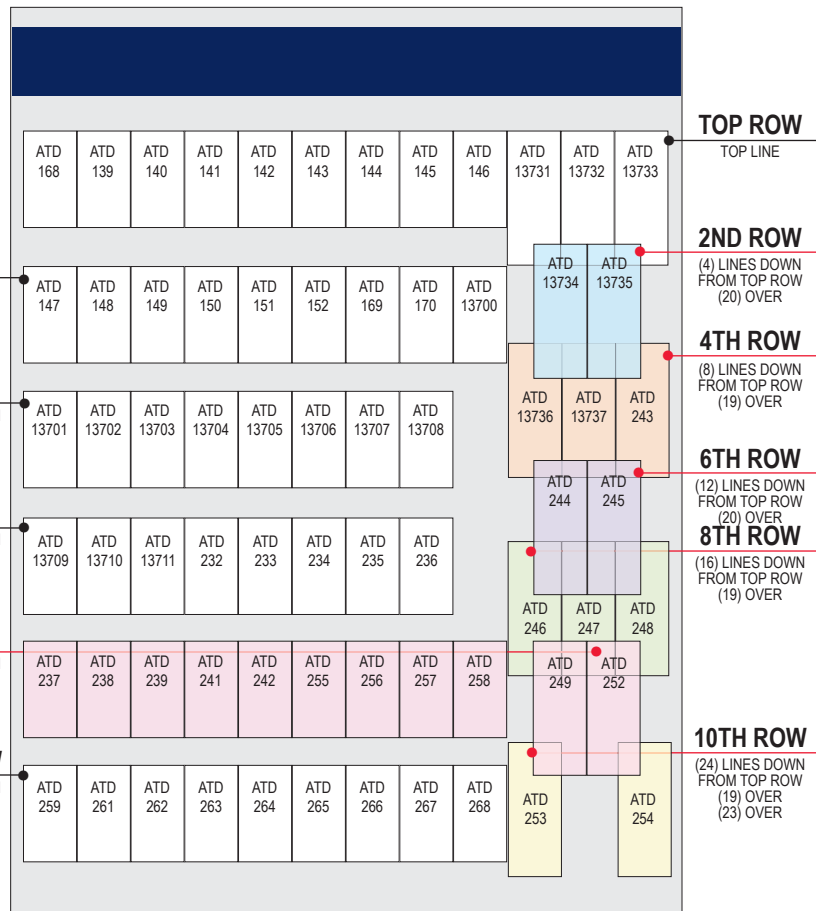 ATD
168
ATD
139
ATD
140
ATD
141
ATD
142
ATD
143
ATD
144
ATD
145
ATD
146
ATD
13731
ATD
13732
ATD
13733
TOP ROW
TOP LINE
ATD
147
ATD
148
ATD
149
ATD
150
ATD
151
ATD
152
ATD
169
ATD
170
ATD
13700
ATD
13734
ATD
13735
2ND ROW
(4) LINES DOWN
FROM TOP ROW
(20) OVER
ATD
13701
ATD
13702
ATD
13703
ATD
13704
ATD
13705
ATD
13706
ATD
13707
ATD
13708
ATD
13736
ATD
13737
ATD
243
4TH ROW
(8) LINES DOWN
FROM TOP ROW
(19) OVER
ATD
13709
ATD
13710
ATD
13711
ATD
232
ATD
233
ATD
234
ATD
235
ATD
236
ATD
244
ATD
245
6TH ROW
(12) LINES DOWN
FROM TOP ROW
(20) OVER
ATD
246
ATD
247
ATD
248
8TH ROW
(16) LINES DOWN
FROM TOP ROW
(19) OVER
ATD
237
ATD
238
ATD
239
ATD
241
ATD
242
ATD
255
ATD
256
ATD
257
ATD
258
ATD
249
ATD
252
ATD
259
ATD
261
ATD
262
ATD
263
ATD
264
ATD
265
ATD
266
ATD
267
ATD
268
ATD
253
ATD
254
10TH ROW
(24) LINES DOWN
FROM TOP ROW
(19) OVER
(23) OVER